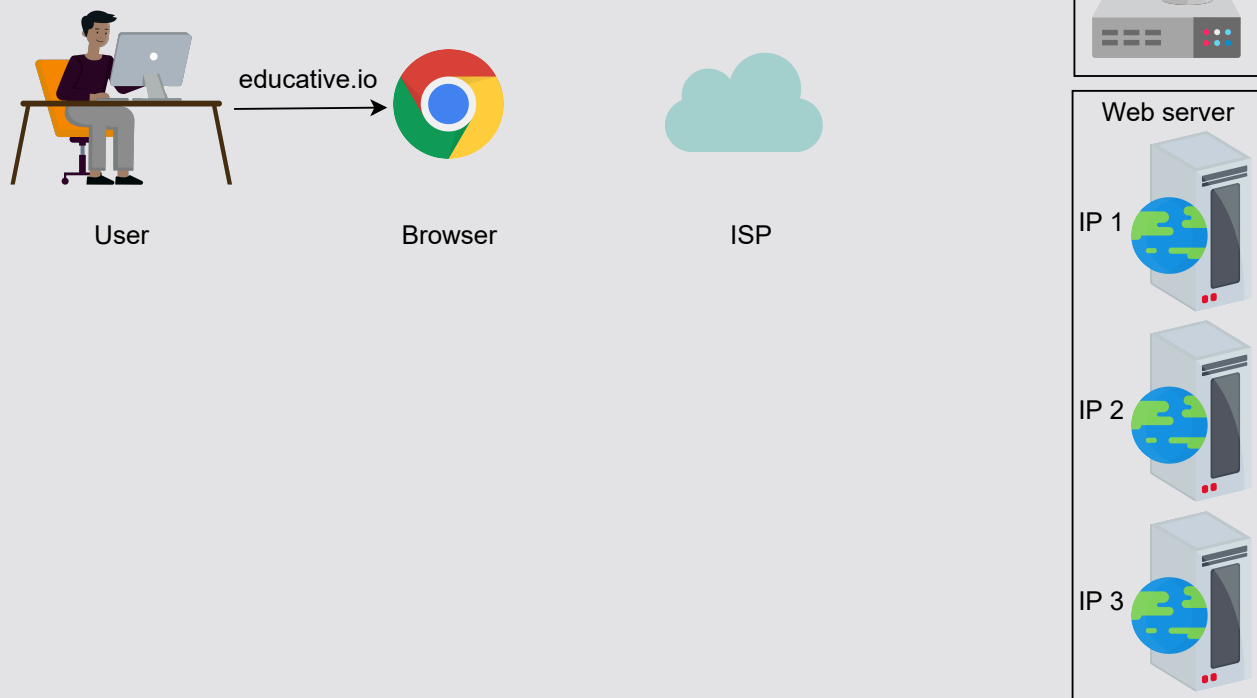 educative.io
Web server
User
Browser
ISP
IP 1
IP 2
IP 3